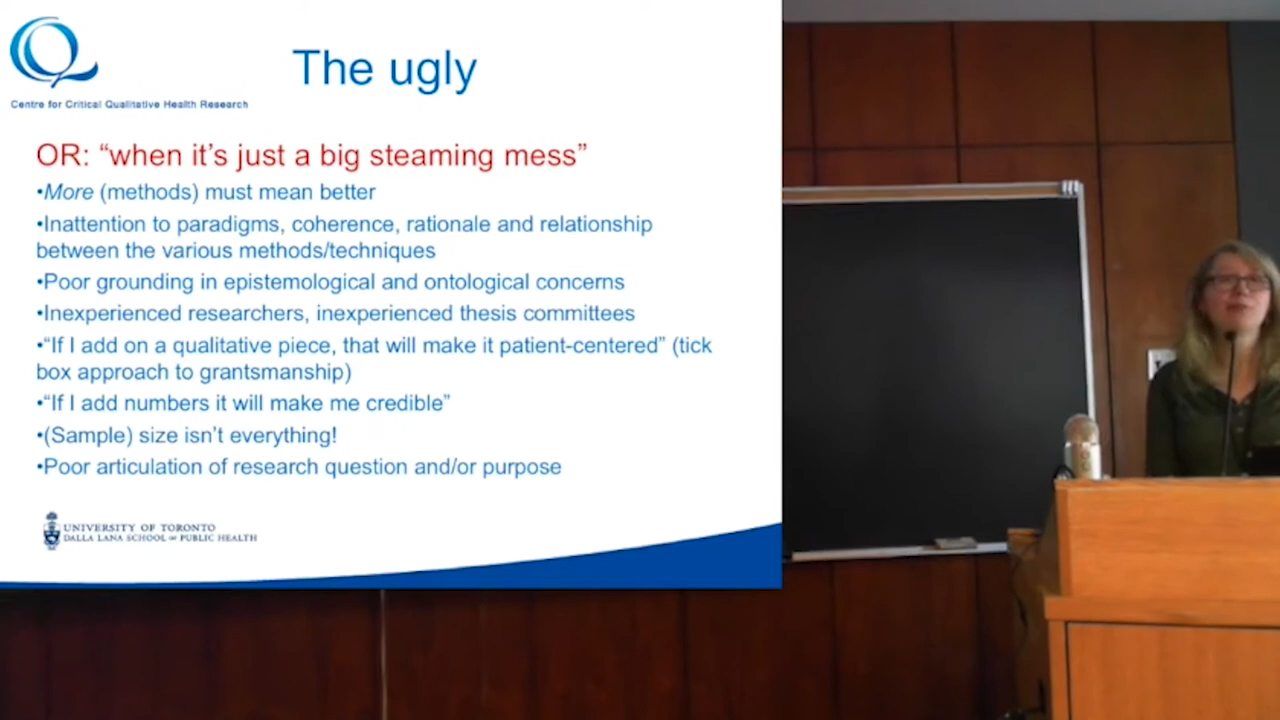 The ugly
Centre for Critical Qualitative Health Research
OR: “when it’s just a big steaming mess”
•More (methods) must mean better
•Inattention to paradigms, coherence, rationale and relationship
between the various methods/techniques
•Poor grounding in epistemological and ontological concerns
•Inexperienced researchers, inexperienced thesis committees
•“If I add on a qualitative piece, that will make it patient-centered” (tick
box approach to grantsmanship)
•“If I add numbers it will make me credible”
•(Sample) size isn’t everything!
•Poor articulation of research question and/or purpose
UNIVERSITY OF TORONTO
DALLA LANA SCHOOL OF PUBLIC HEALTH